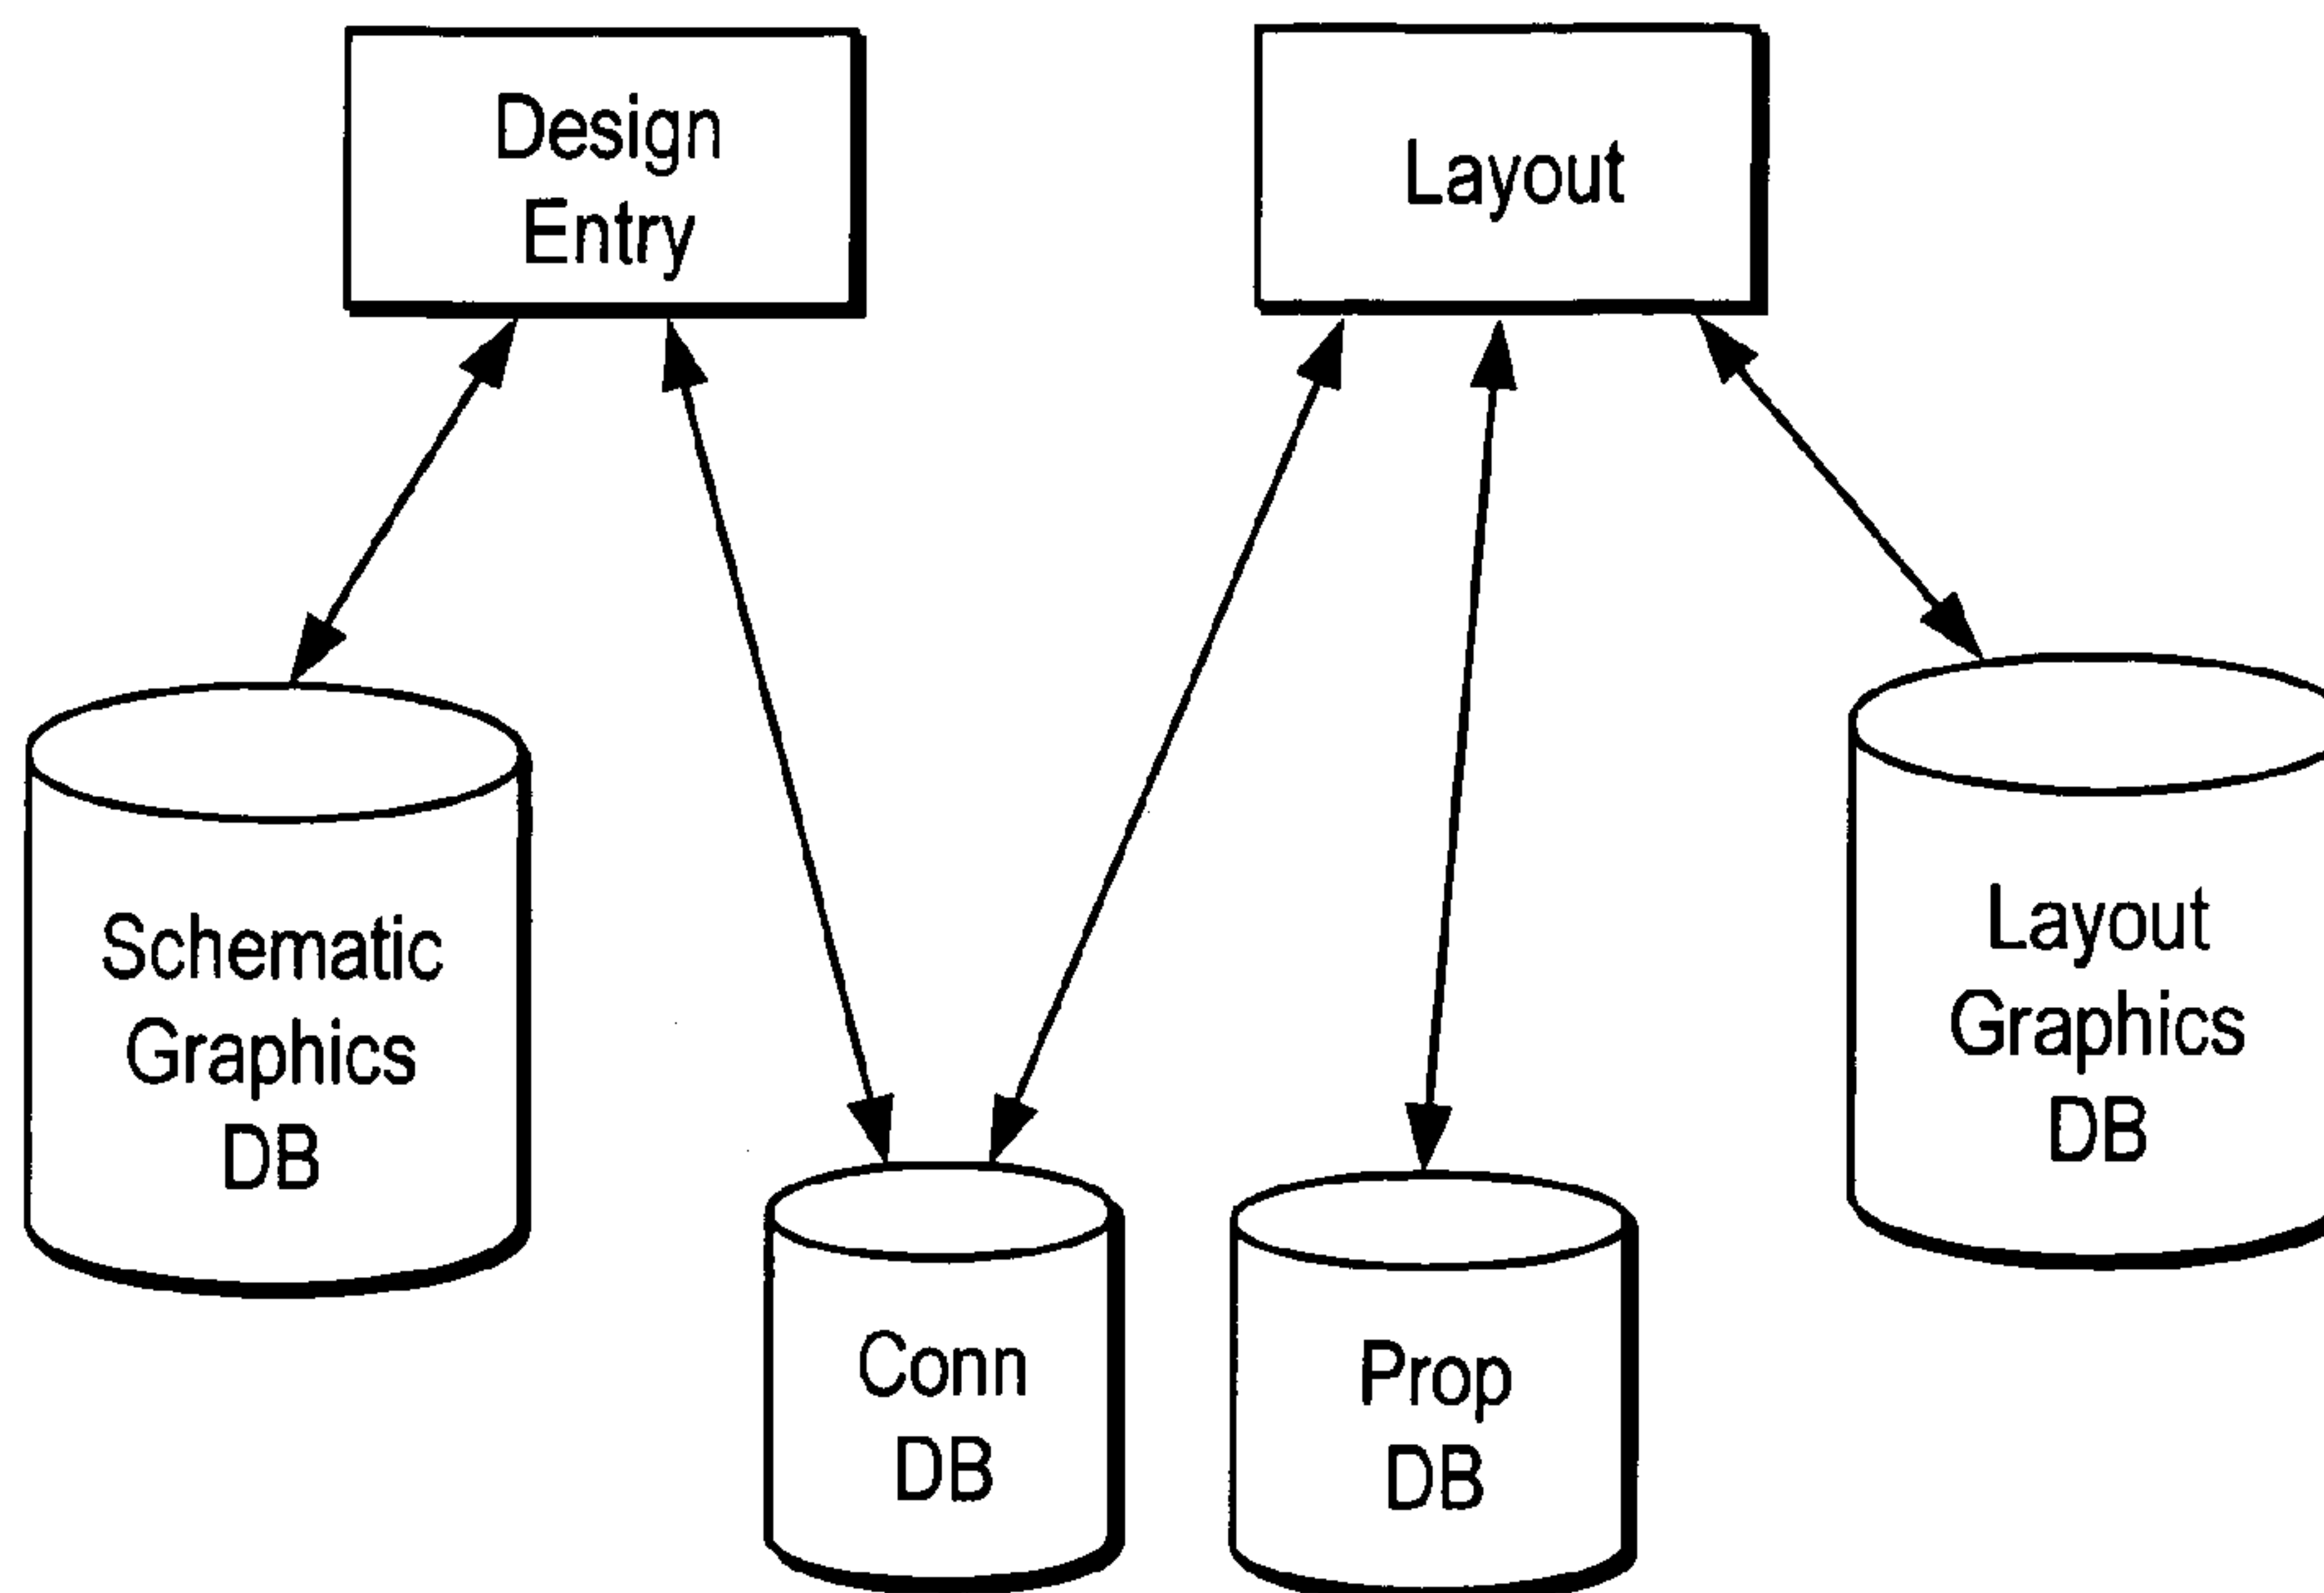 Design
Entry
Layout
Schematic
Graphics
DB
Layout
Graphics
DB
Conn
DB
Prop
DB